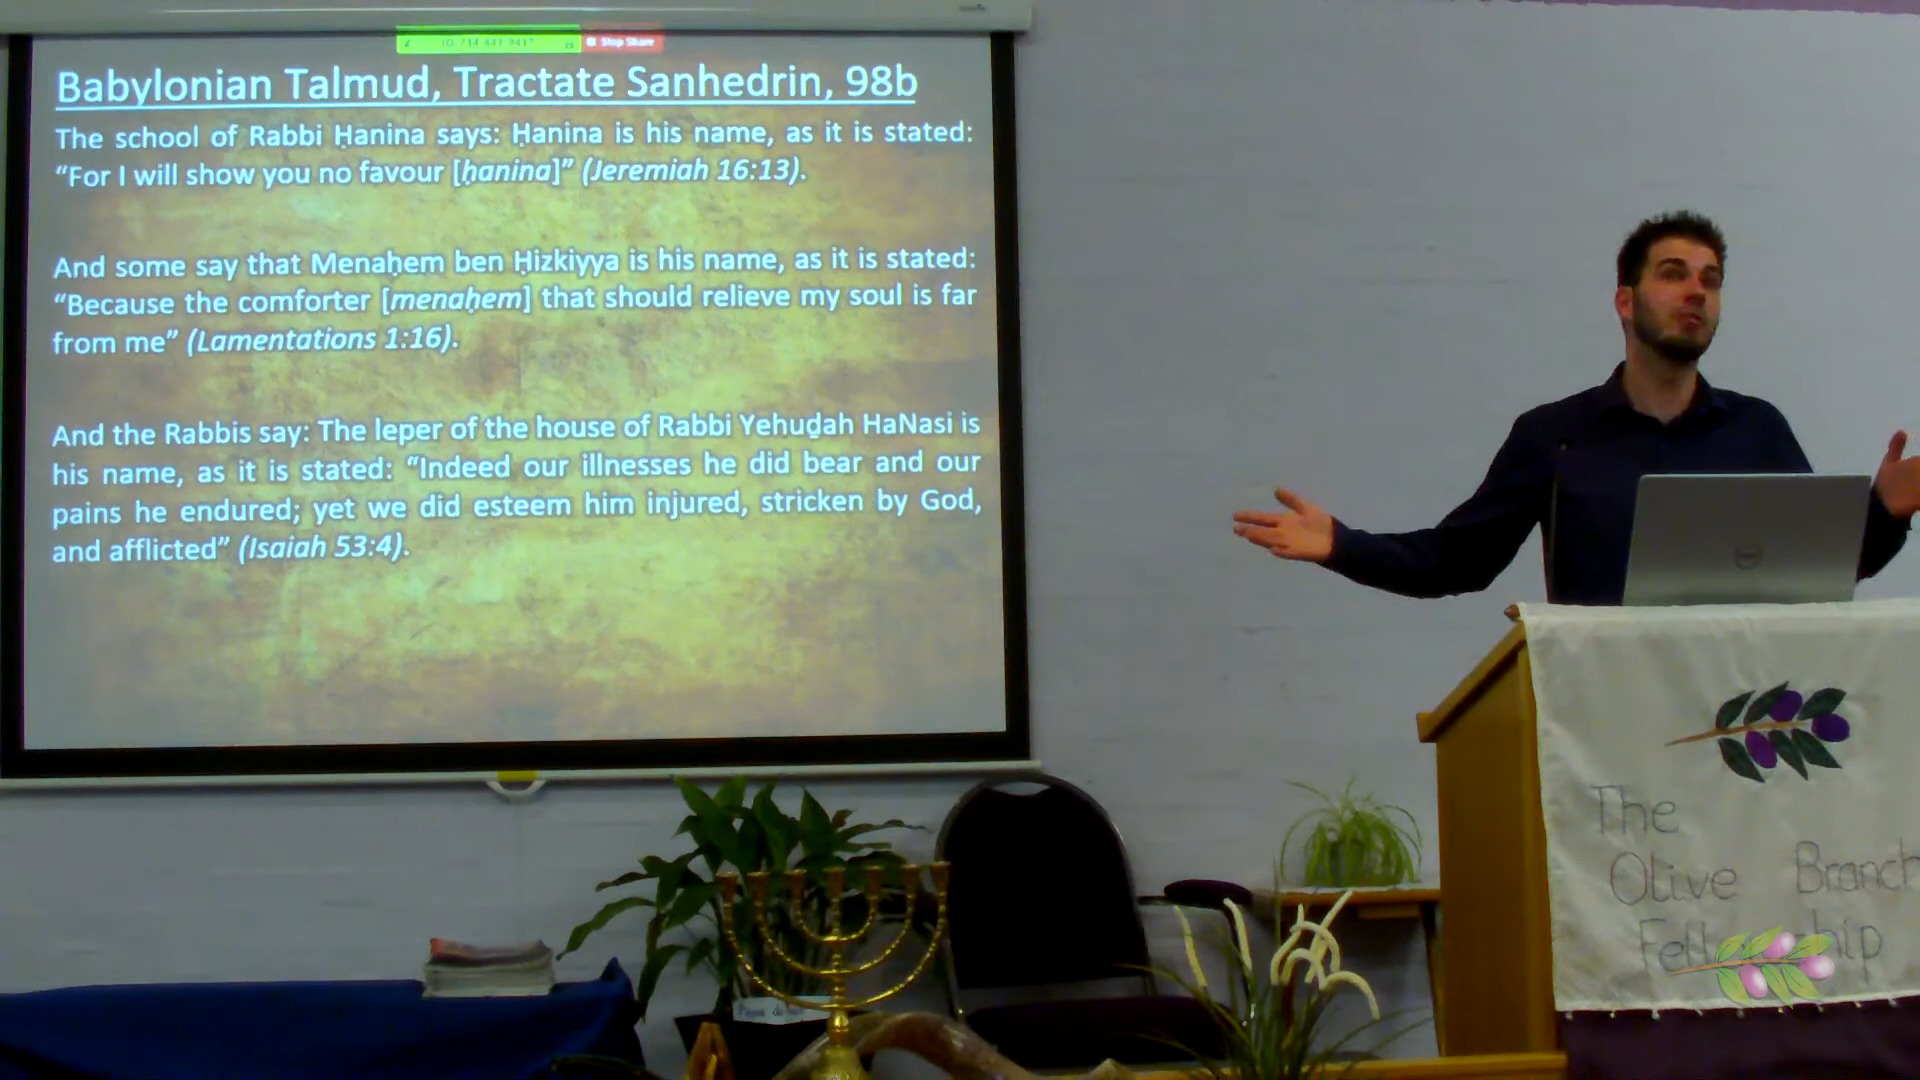 ID: 714-441-9417
Stop Share
Babylonian Talmud, Tractate Sanhedrin, 98b
The school of Rabbi Ḥanina says: Ḥanina is his name, as it is stated:
“For I will show you no favour [ḥanina]” (Jeremiah 16:13).
And some say that Menaḥem ben Ḥizkiyya is his name, as it is stated:
“Because the comforter [menaḥem] that should relieve my soul is far
from me” (Lamentations 1:16).
And the Rabbis say: The leper of the house of Rabbi Yehuḏah HaNasi is
his name, as it is stated: “Indeed our illnesses he did bear and our
pains he endured; yet we did esteem him injured, stricken by God,
and afflicted” (Isaiah 53:4).
DELL
The
Olive Branch
Fellowship